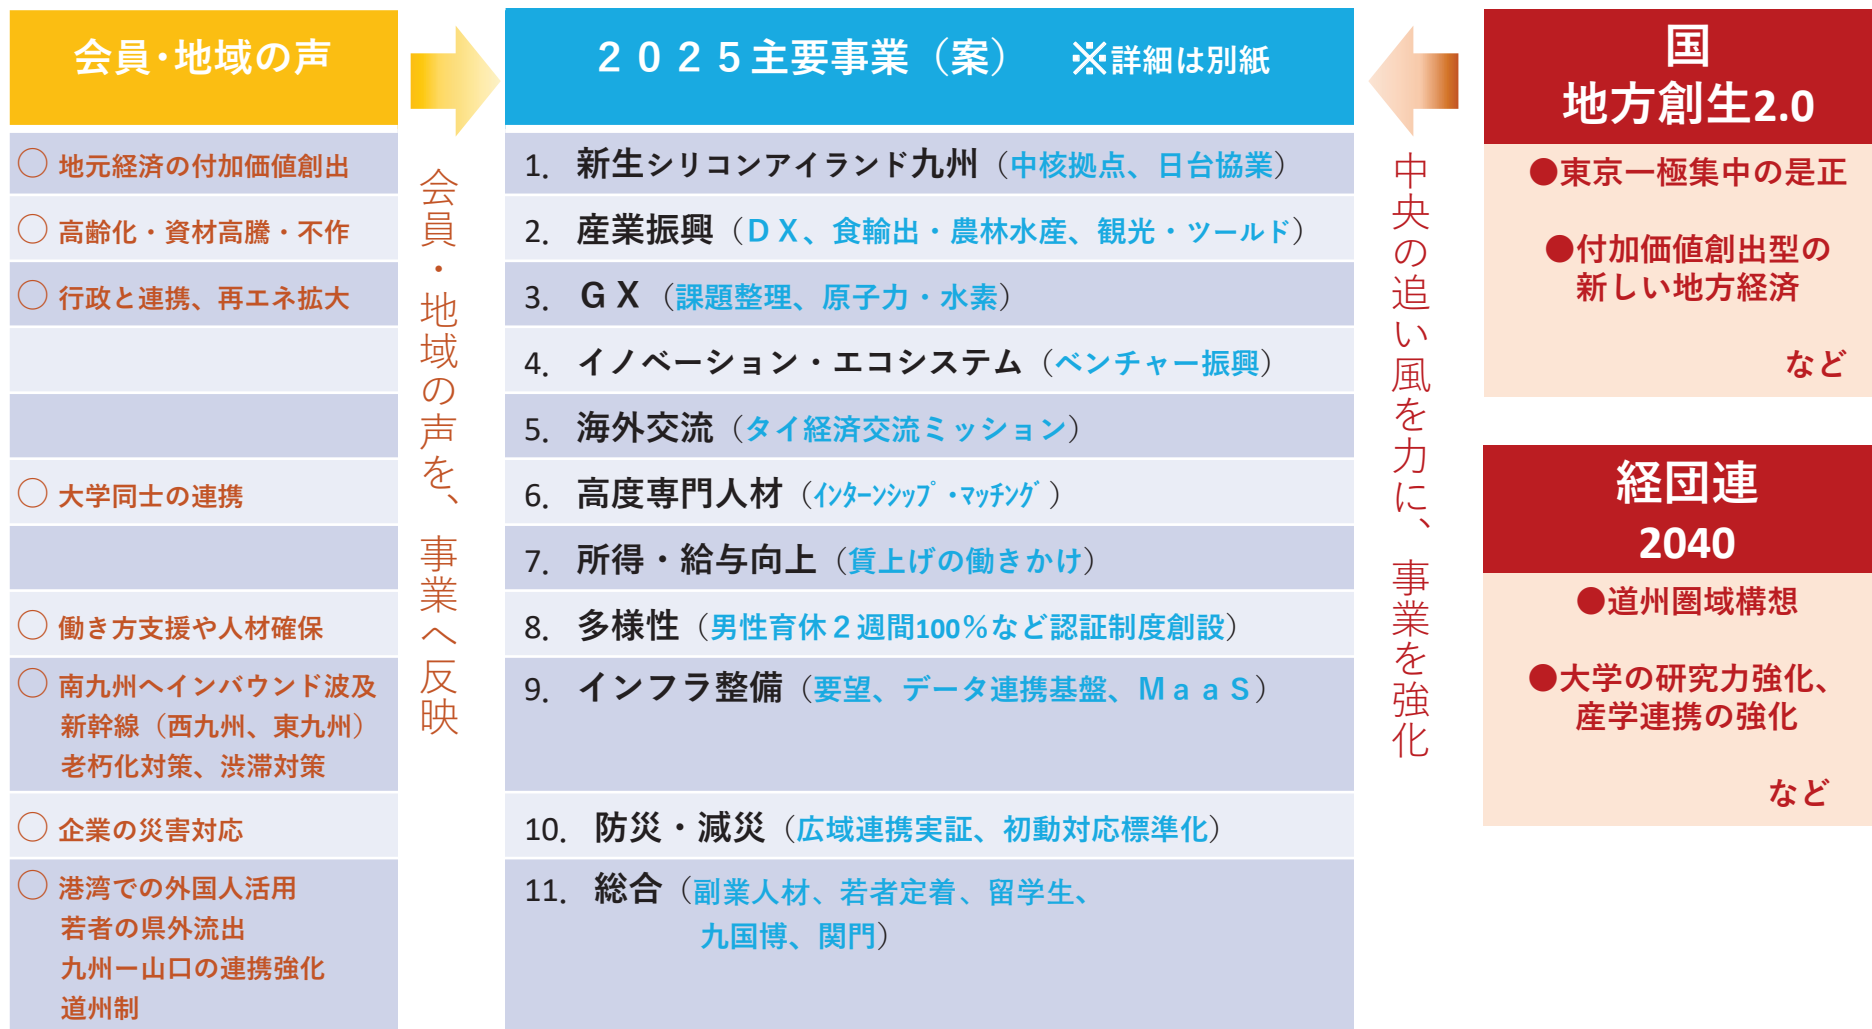 会員・地域の声
○ 地元経済の付加価値創出
○ 高齢化・資材高騰・不作
○ 行政と連携、再エネ拡大
○ 大学同士の連携
○ 働き方支援や人材確保
○ 南九州へインバウンド波及
新幹線（西九州、東九州）
老朽化対策、渋滞対策
○ 企業の災害対応
○ 港湾での外国人活用
若者の県外流出
九州ー山口の連携強化
道州制
会員・地域の声を、事業へ反映
２０２５主要事業（案） ※詳細は別紙
1. 新生シリコンアイランド九州（中核拠点、日台協業）
2. 産業振興（ＤＸ、食輸出・農林水産、観光・ツールド）
3. ＧＸ（課題整理、原子力・水素）
4. イノベーション・エコシステム（ベンチャー振興）
5. 海外交流（タイ経済交流ミッション）
6. 高度専門人材（ｲﾝﾀｰﾝｼｯﾌﾟ・ﾏｯﾁﾝｸﾞ）
7. 所得・給与向上（賃上げの働きかけ）
8. 多様性（男性育休２週間100％など認証制度創設）
9. インフラ整備（要望、データ連携基盤、ＭａａＳ）
10. 防災・減災（広域連携実証、初動対応標準化）
11. 総合（副業人材、若者定着、留学生、
九国博、関門）
中央の追い風を力に、事業を強化
国
地方創生2.0
●東京一極集中の是正
●付加価値創出型の
新しい地方経済
など
経団連
2040
●道州圏域構想
●大学の研究力強化、
産学連携の強化
など